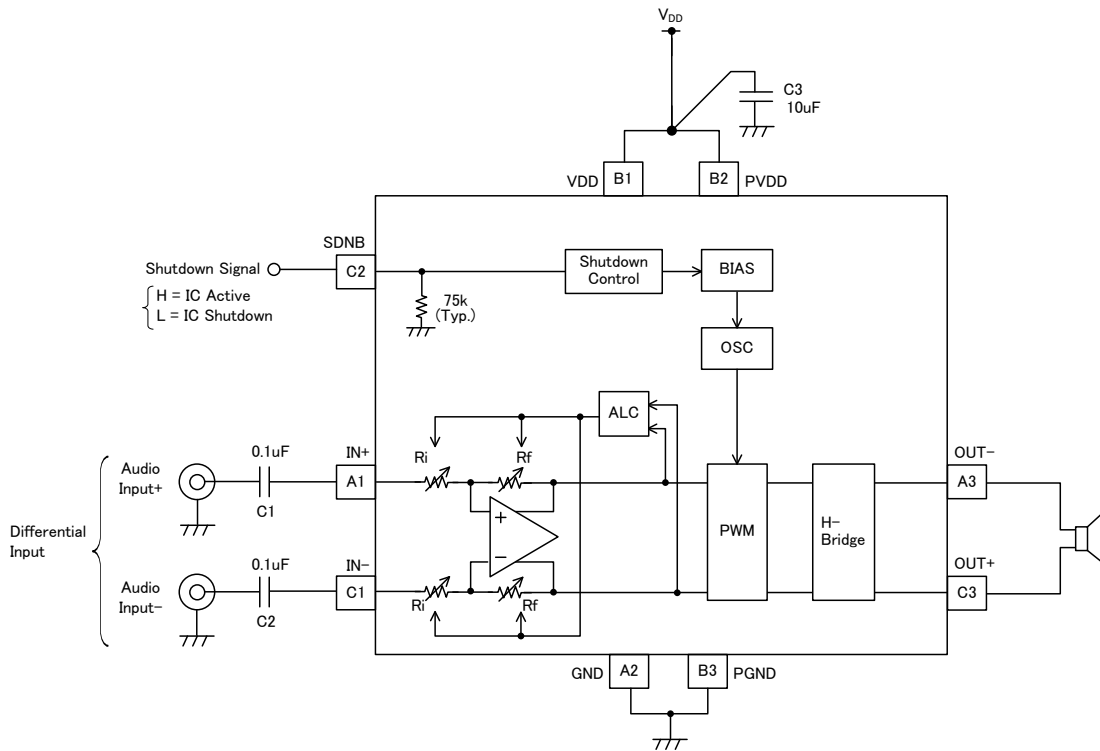 VDD
C3
10uF
VDD
B1
B2
PVDD
SDNB
Shutdown Signal
C2
H = IC Active
L = IC Shutdown
75k
(Typ.)
Shutdown
Control
BIAS
OSC
ALC
Differential
Input
Audio
Input+
0.1uF
C1
IN+
A1
Ri
Rf
+
−
Audio
Input−
0.1uF
C2
IN−
C1
Ri
Rf
PWM
H−
Bridge
OUT−
A3
OUT+
C3
GND
A2
B3
PGND